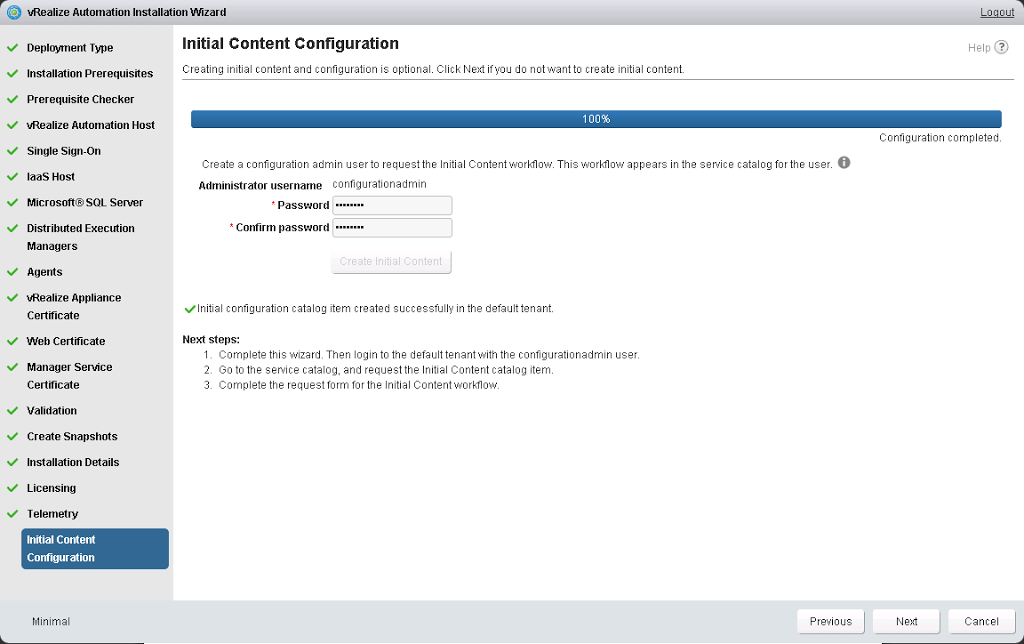 vRealize Automation Installation Wizard
Logout
Deployment Type
Installation Prerequisites
Prerequisite Checker
vRealize Automation Host
Single Sign-On
IaaS Host
Microsoft® SQL Server
Distributed Execution
Managers
Agents
vRealize Appliance
Certificate
Web Certificate
Manager Service
Certificate
Validation
Create Snapshots
Installation Details
Licensing
Telemetry
Initial Content
Configuration
Initial Content Configuration
Help ?
Creating initial content and configuration is optional. Click Next if you do not want to create initial content.
100%
Configuration completed.
Create a configuration admin user to request the Initial Content workflow. This workflow appears in the service catalog for the user. i
Administrator username configurationadmin
* Password ••••••••
* Confirm password ••••••••
Create Initial Content
Initial configuration catalog item created successfully in the default tenant.
Next steps:
1. Complete this wizard. Then login to the default tenant with the configurationadmin user.
2. Go to the service catalog, and request the Initial Content catalog item.
3. Complete the request form for the Initial Content workflow.
Minimal
Previous Next Cancel